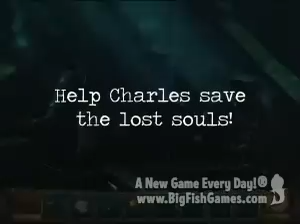 Help Charles save
the lost souls!
A New Game Every Day!®
www.BigFishGames.com